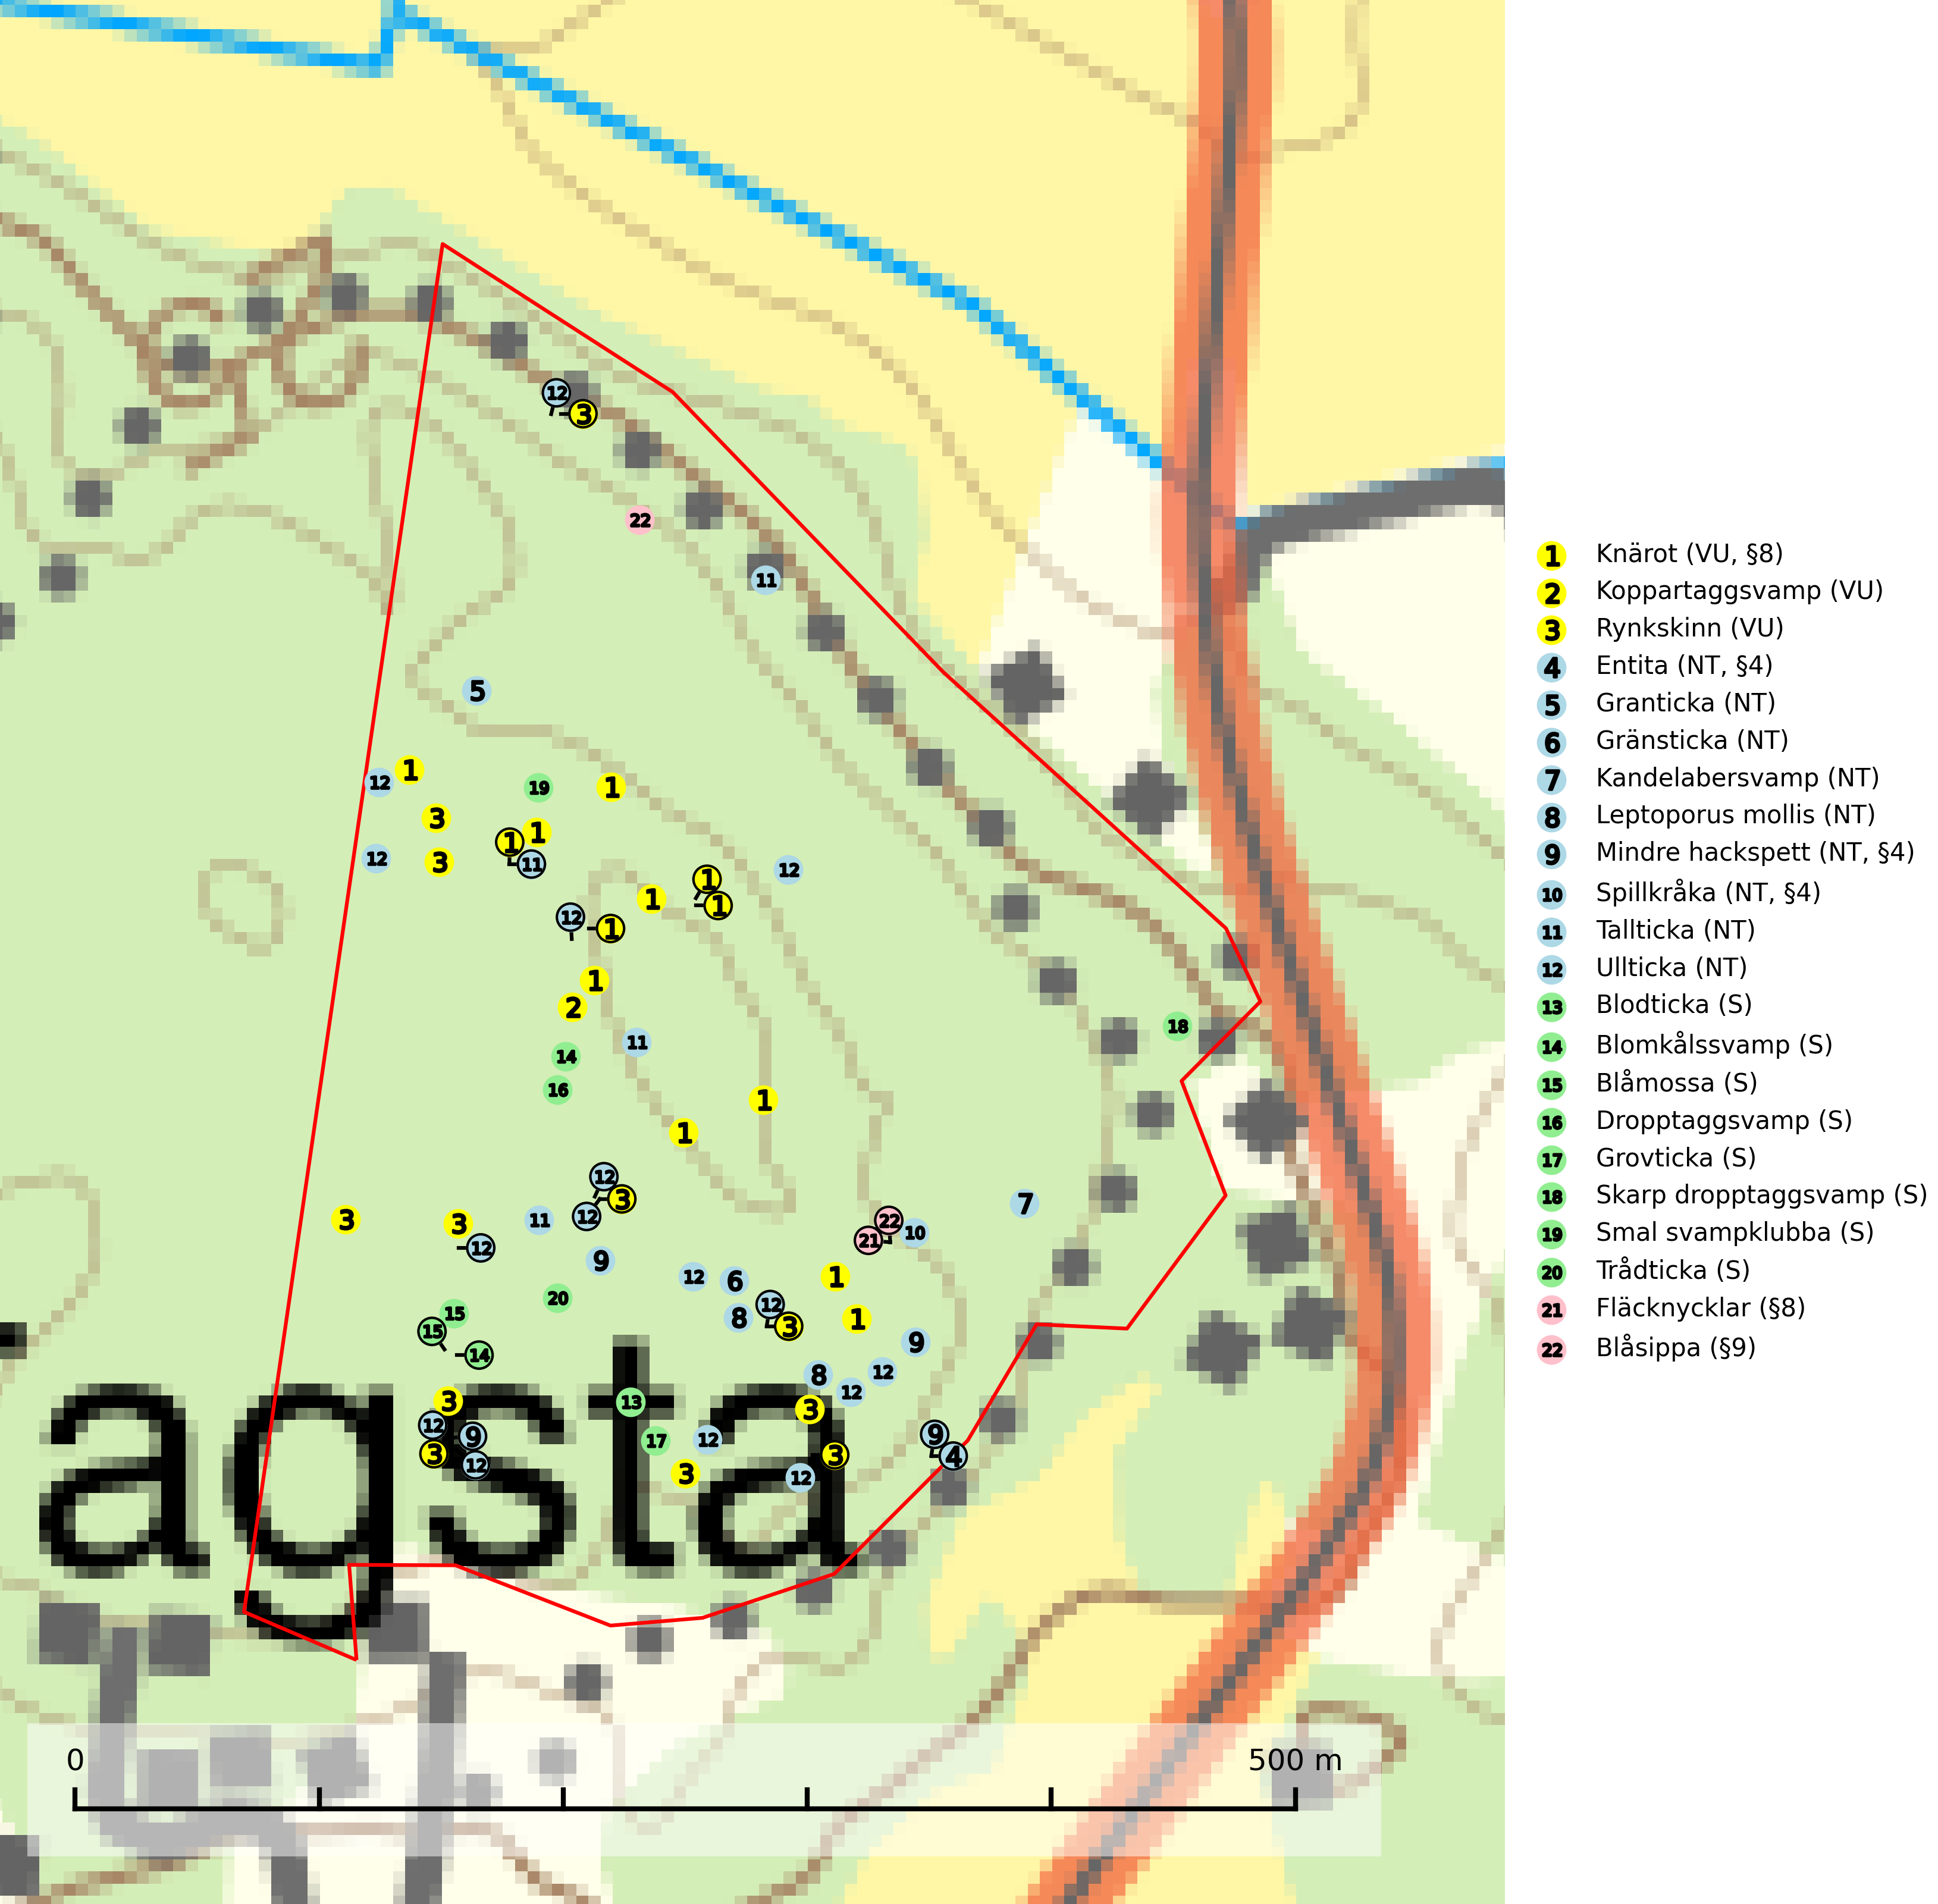 12
3
22
11
5
12
1
19
1
3
1
1
12
3
11
1
12
1
1
12
1
1
2
11
18
14
16
1
1
12
3
7
3
3
11
12
22
10
12
21
9
12
6
1
20
12
15
8
3
1
15
9
14
8
12
12
3
13
3
12
9
17
12
9
3
12
3
4
3
12
agsta
0 500 m
1 Knärot (VU, §8)
2 Koppartaggsvamp (VU)
3 Rynkskinn (VU)
4 Entita (NT, §4)
5 Granticka (NT)
6 Gränsticka (NT)
7 Kandelabersvamp (NT)
8 Leptoporus mollis (NT)
9 Mindre hackspett (NT, §4)
10 Spillkråka (NT, §4)
11 Tallticka (NT)
12 Ullticka (NT)
13 Blodticka (S)
14 Blomkålssvamp (S)
15 Blåmossa (S)
16 Dropptaggsvamp (S)
17 Grovticka (S)
18 Skarp dropptaggsvamp (S)
19 Smal svampklubba (S)
20 Trådticka (S)
21 Fläcknycklar (§8)
22 Blåsippa (§9)